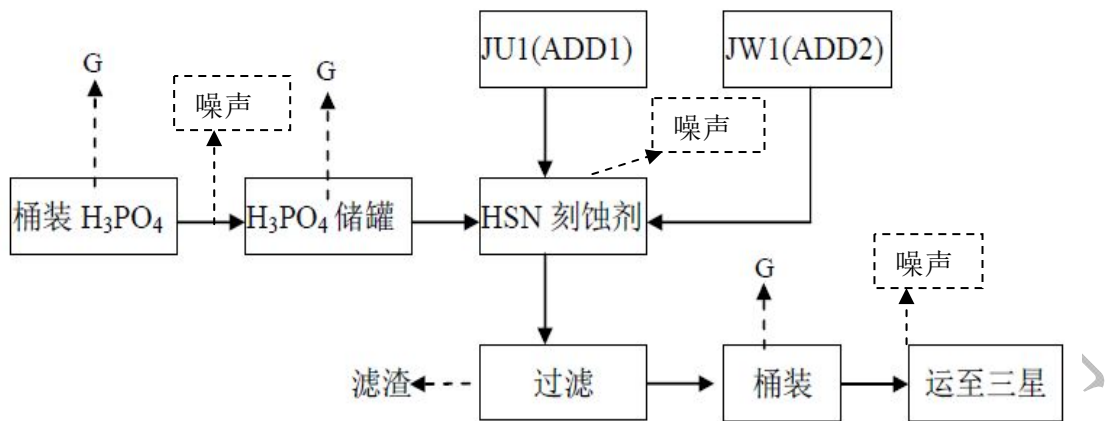 JU1(ADD1)
JW1(ADD2)
G
噪声
G
噪声
桶装 H₃PO₄
H₃PO₄ 储罐
HSN 刻蚀剂
G
噪声
滤渣
过滤
桶装
运至三星